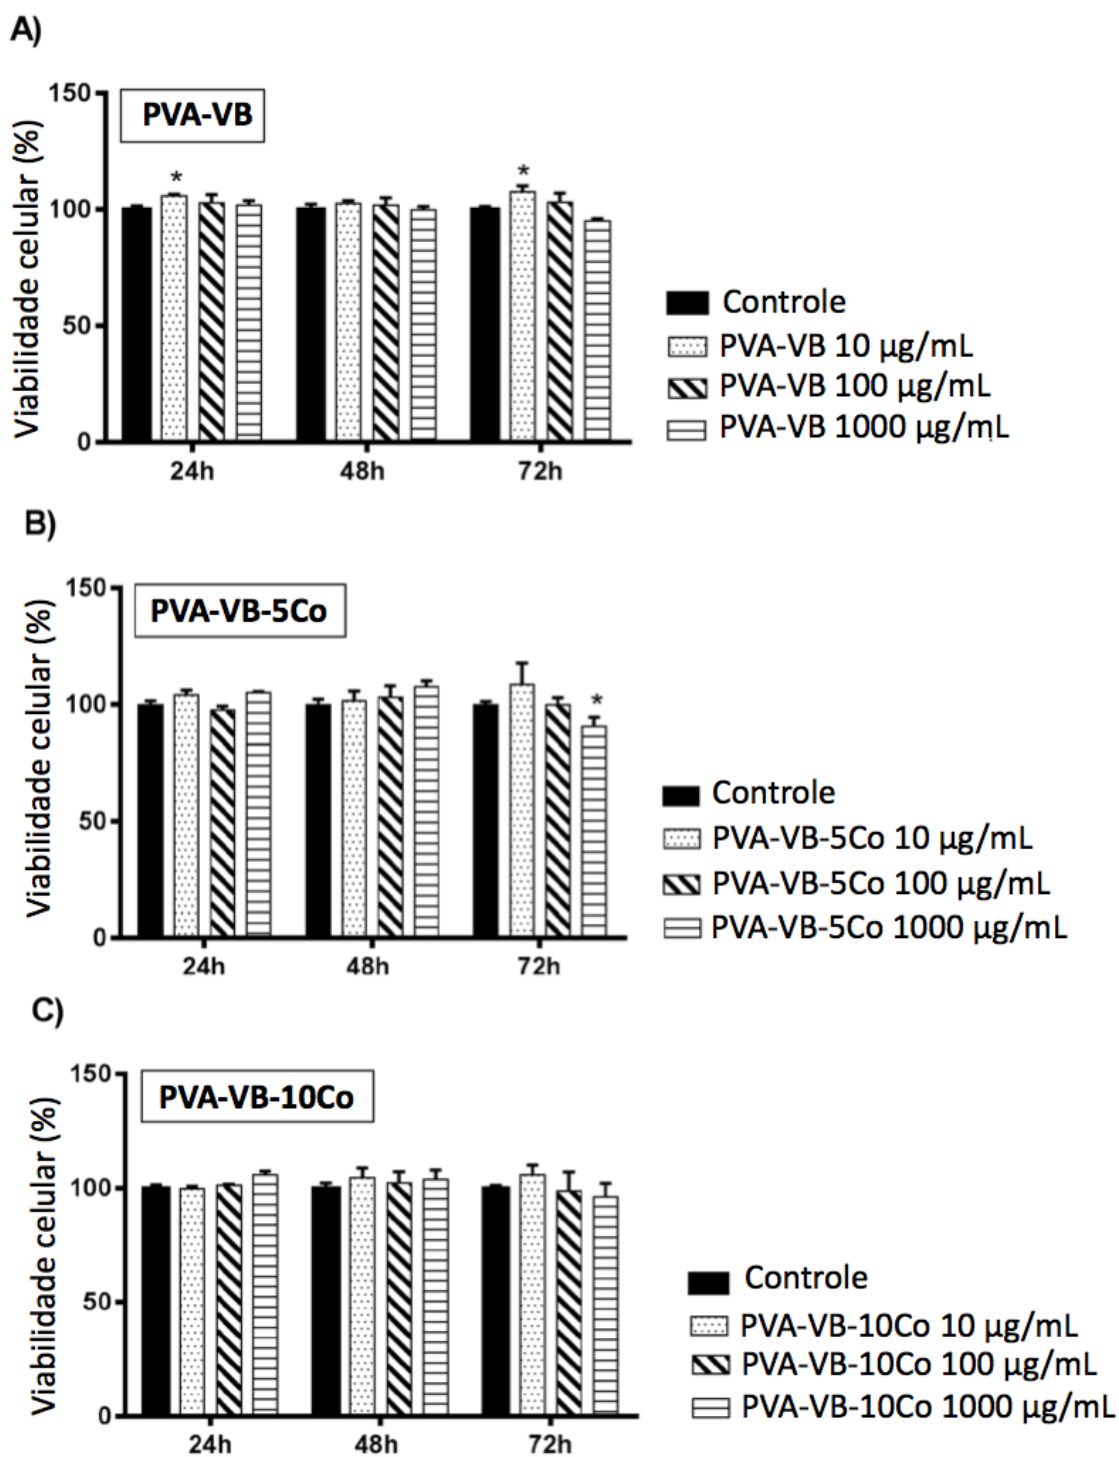 A)
150
PVA-VB
*
*
100
50
0
Viabilidade celular (%)
24h
48h
72h
Controle
PVA-VB 10 µg/mL
PVA-VB 100 µg/mL
PVA-VB 1000 µg/mL
B)
150
PVA-VB-5Co
*
100
50
0
Viabilidade celular (%)
24h
48h
72h
Controle
PVA-VB-5Co 10 µg/mL
PVA-VB-5Co 100 µg/mL
PVA-VB-5Co 1000 µg/mL
C)
150
PVA-VB-10Co
100
50
0
Viabilidade celular (%)
24h
48h
72h
Controle
PVA-VB-10Co 10 µg/mL
PVA-VB-10Co 100 µg/mL
PVA-VB-10Co 1000 µg/mL